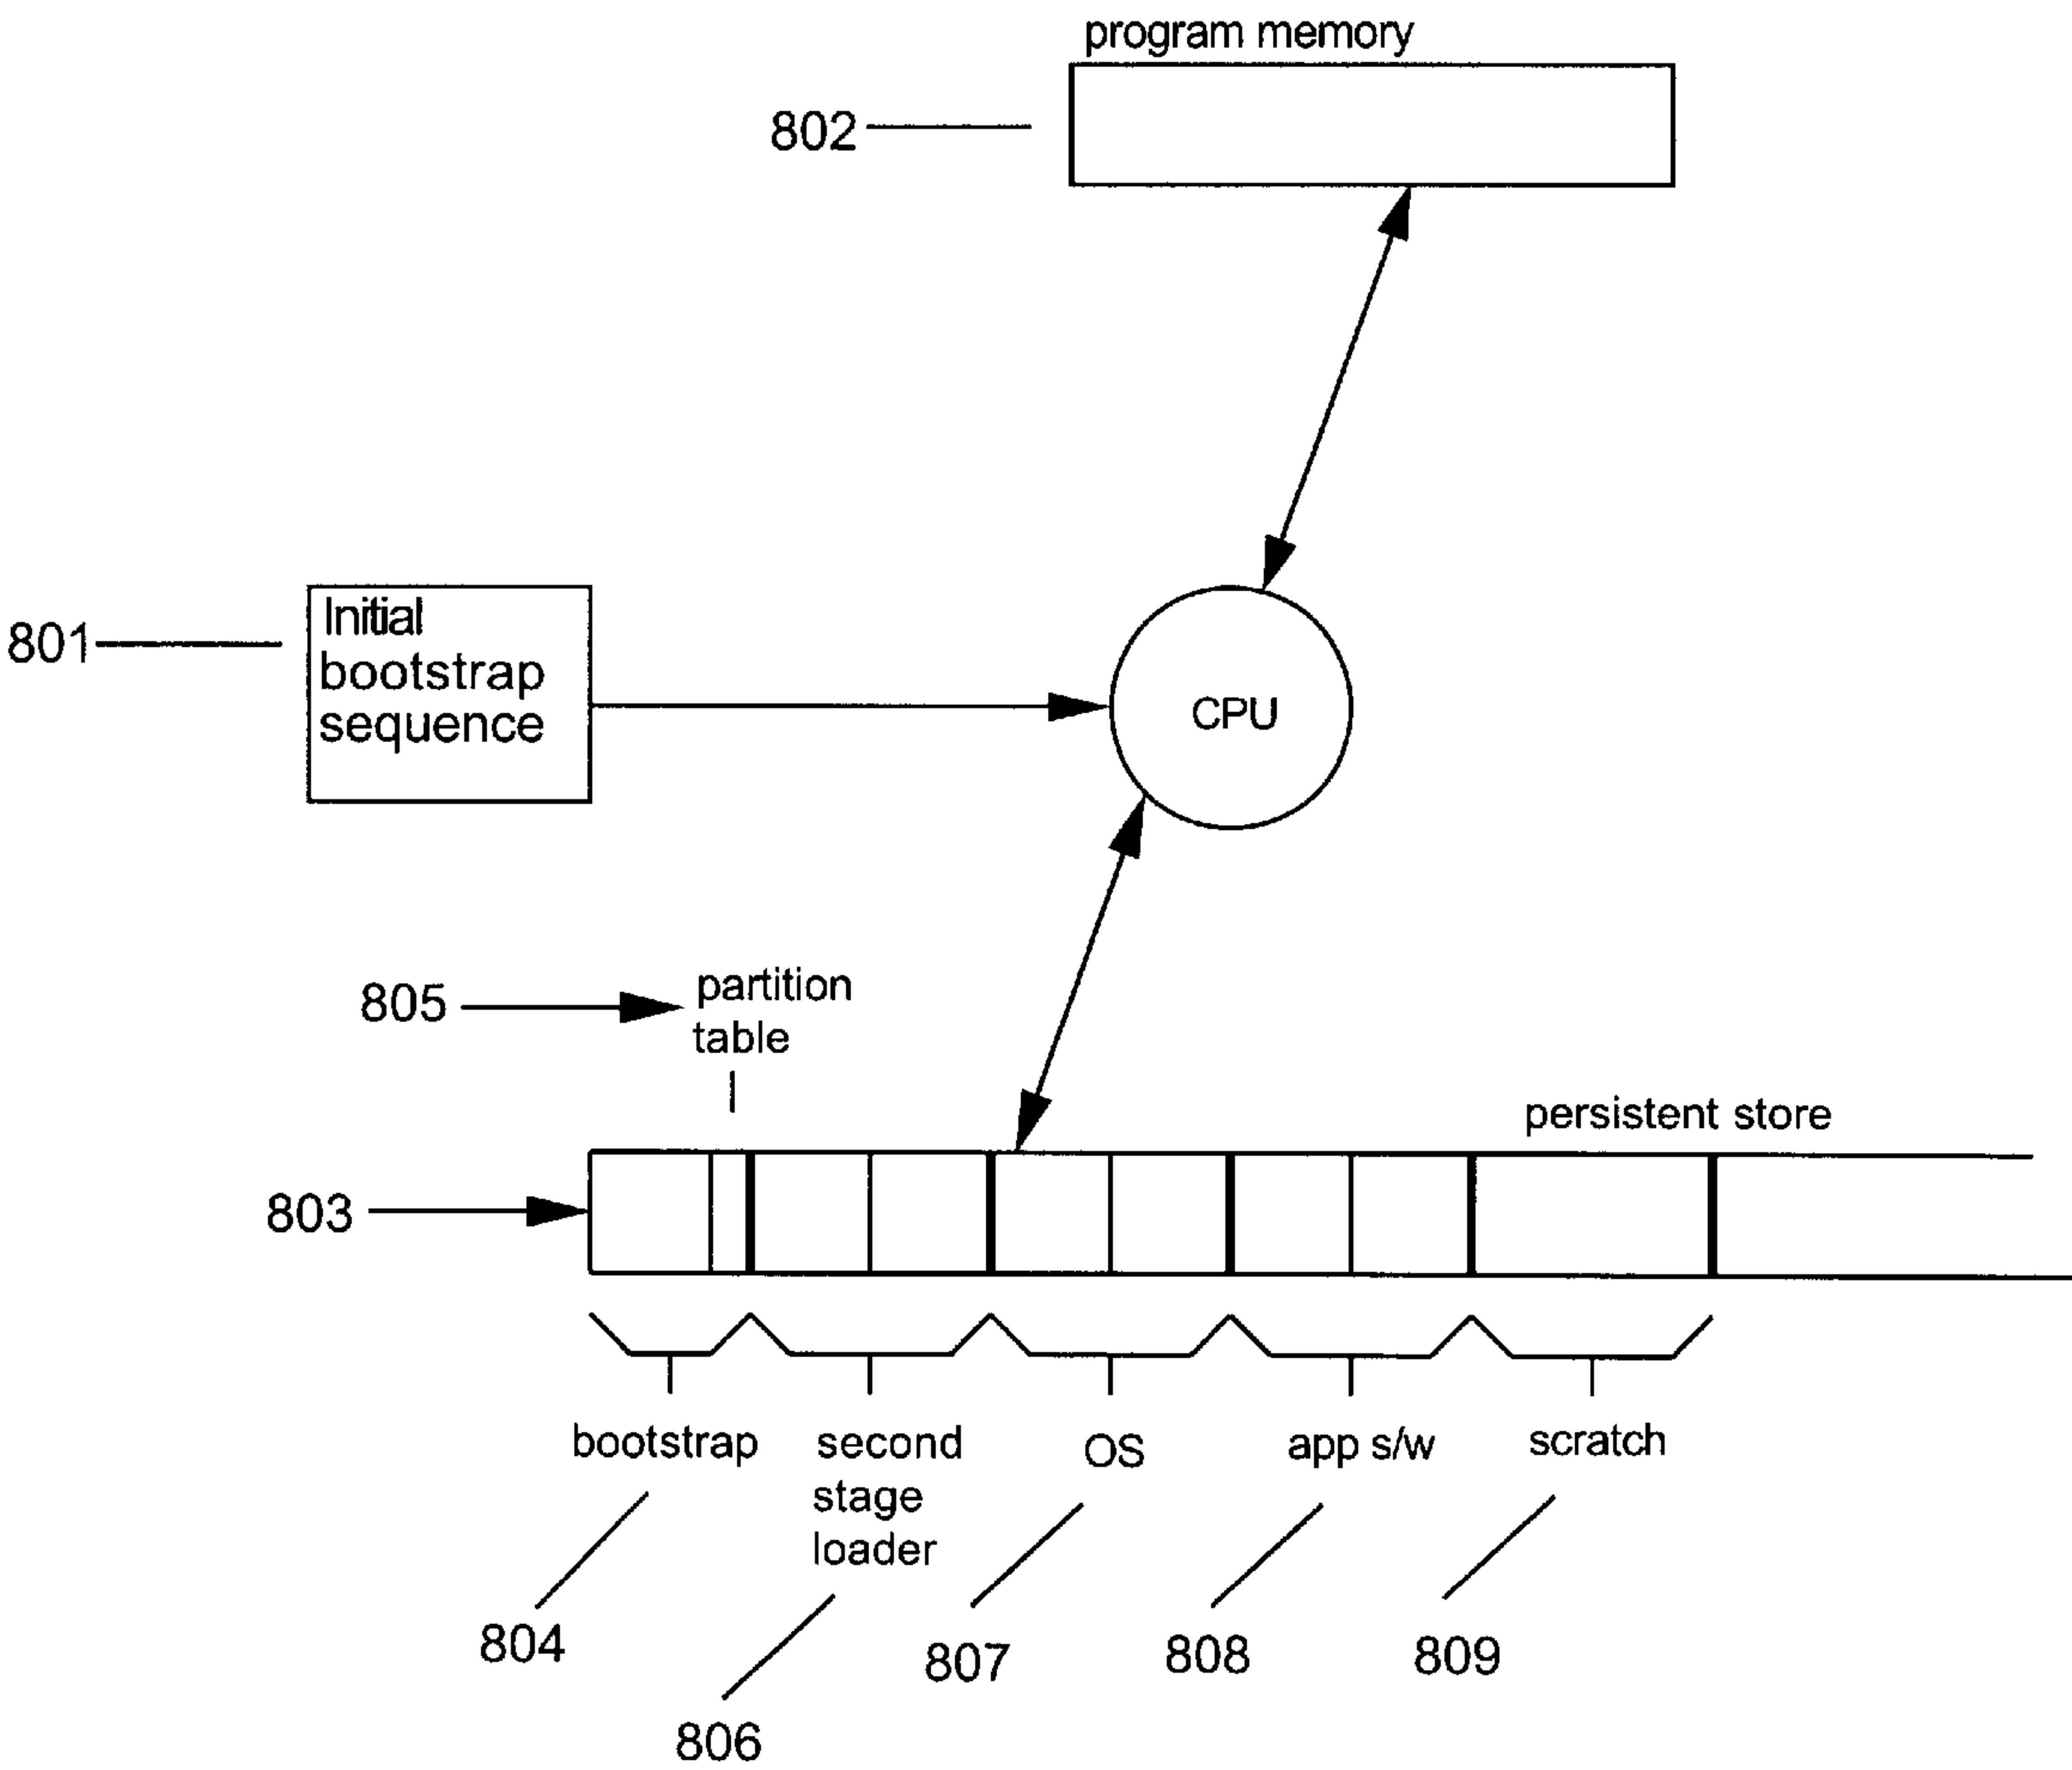 program memory
802
801
Initial
bootstrap
sequence
CPU
805
partition
table
persistent store
803
bootstrap
second
stage
loader
OS
app s/w
scratch
804
806
807
808
809